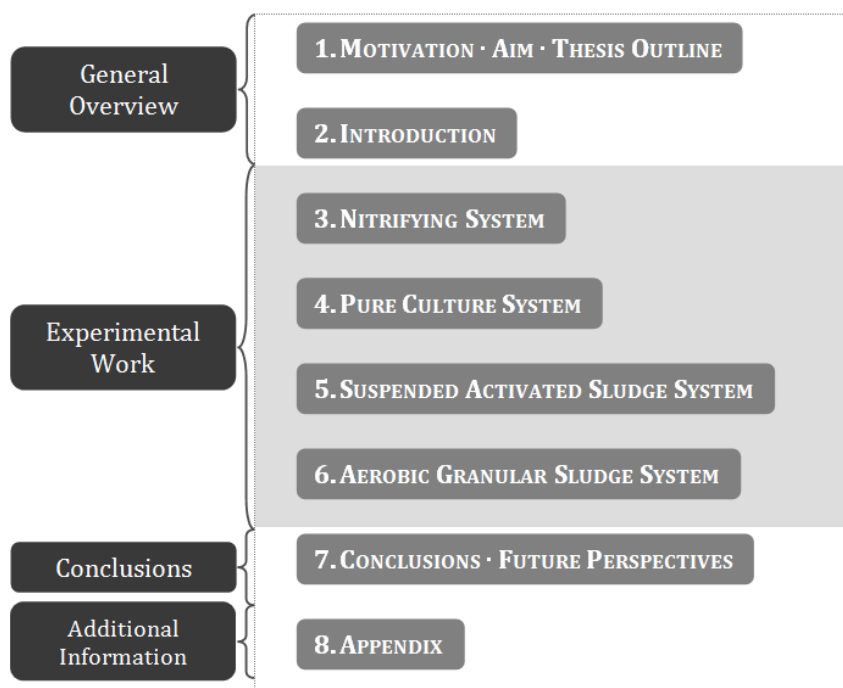 General
Overview
1. MOTIVATION · AIM · THESIS OUTLINE
2. INTRODUCTION
Experimental
Work
3. NITRIFYING SYSTEM
4. PURE CULTURE SYSTEM
5. SUSPENDED ACTIVATED SLUDGE SYSTEM
6. AEROBIC GRANULAR SLUDGE SYSTEM
Conclusions
7. CONCLUSIONS · FUTURE PERSPECTIVES
Additional
Information
8. APPENDIX